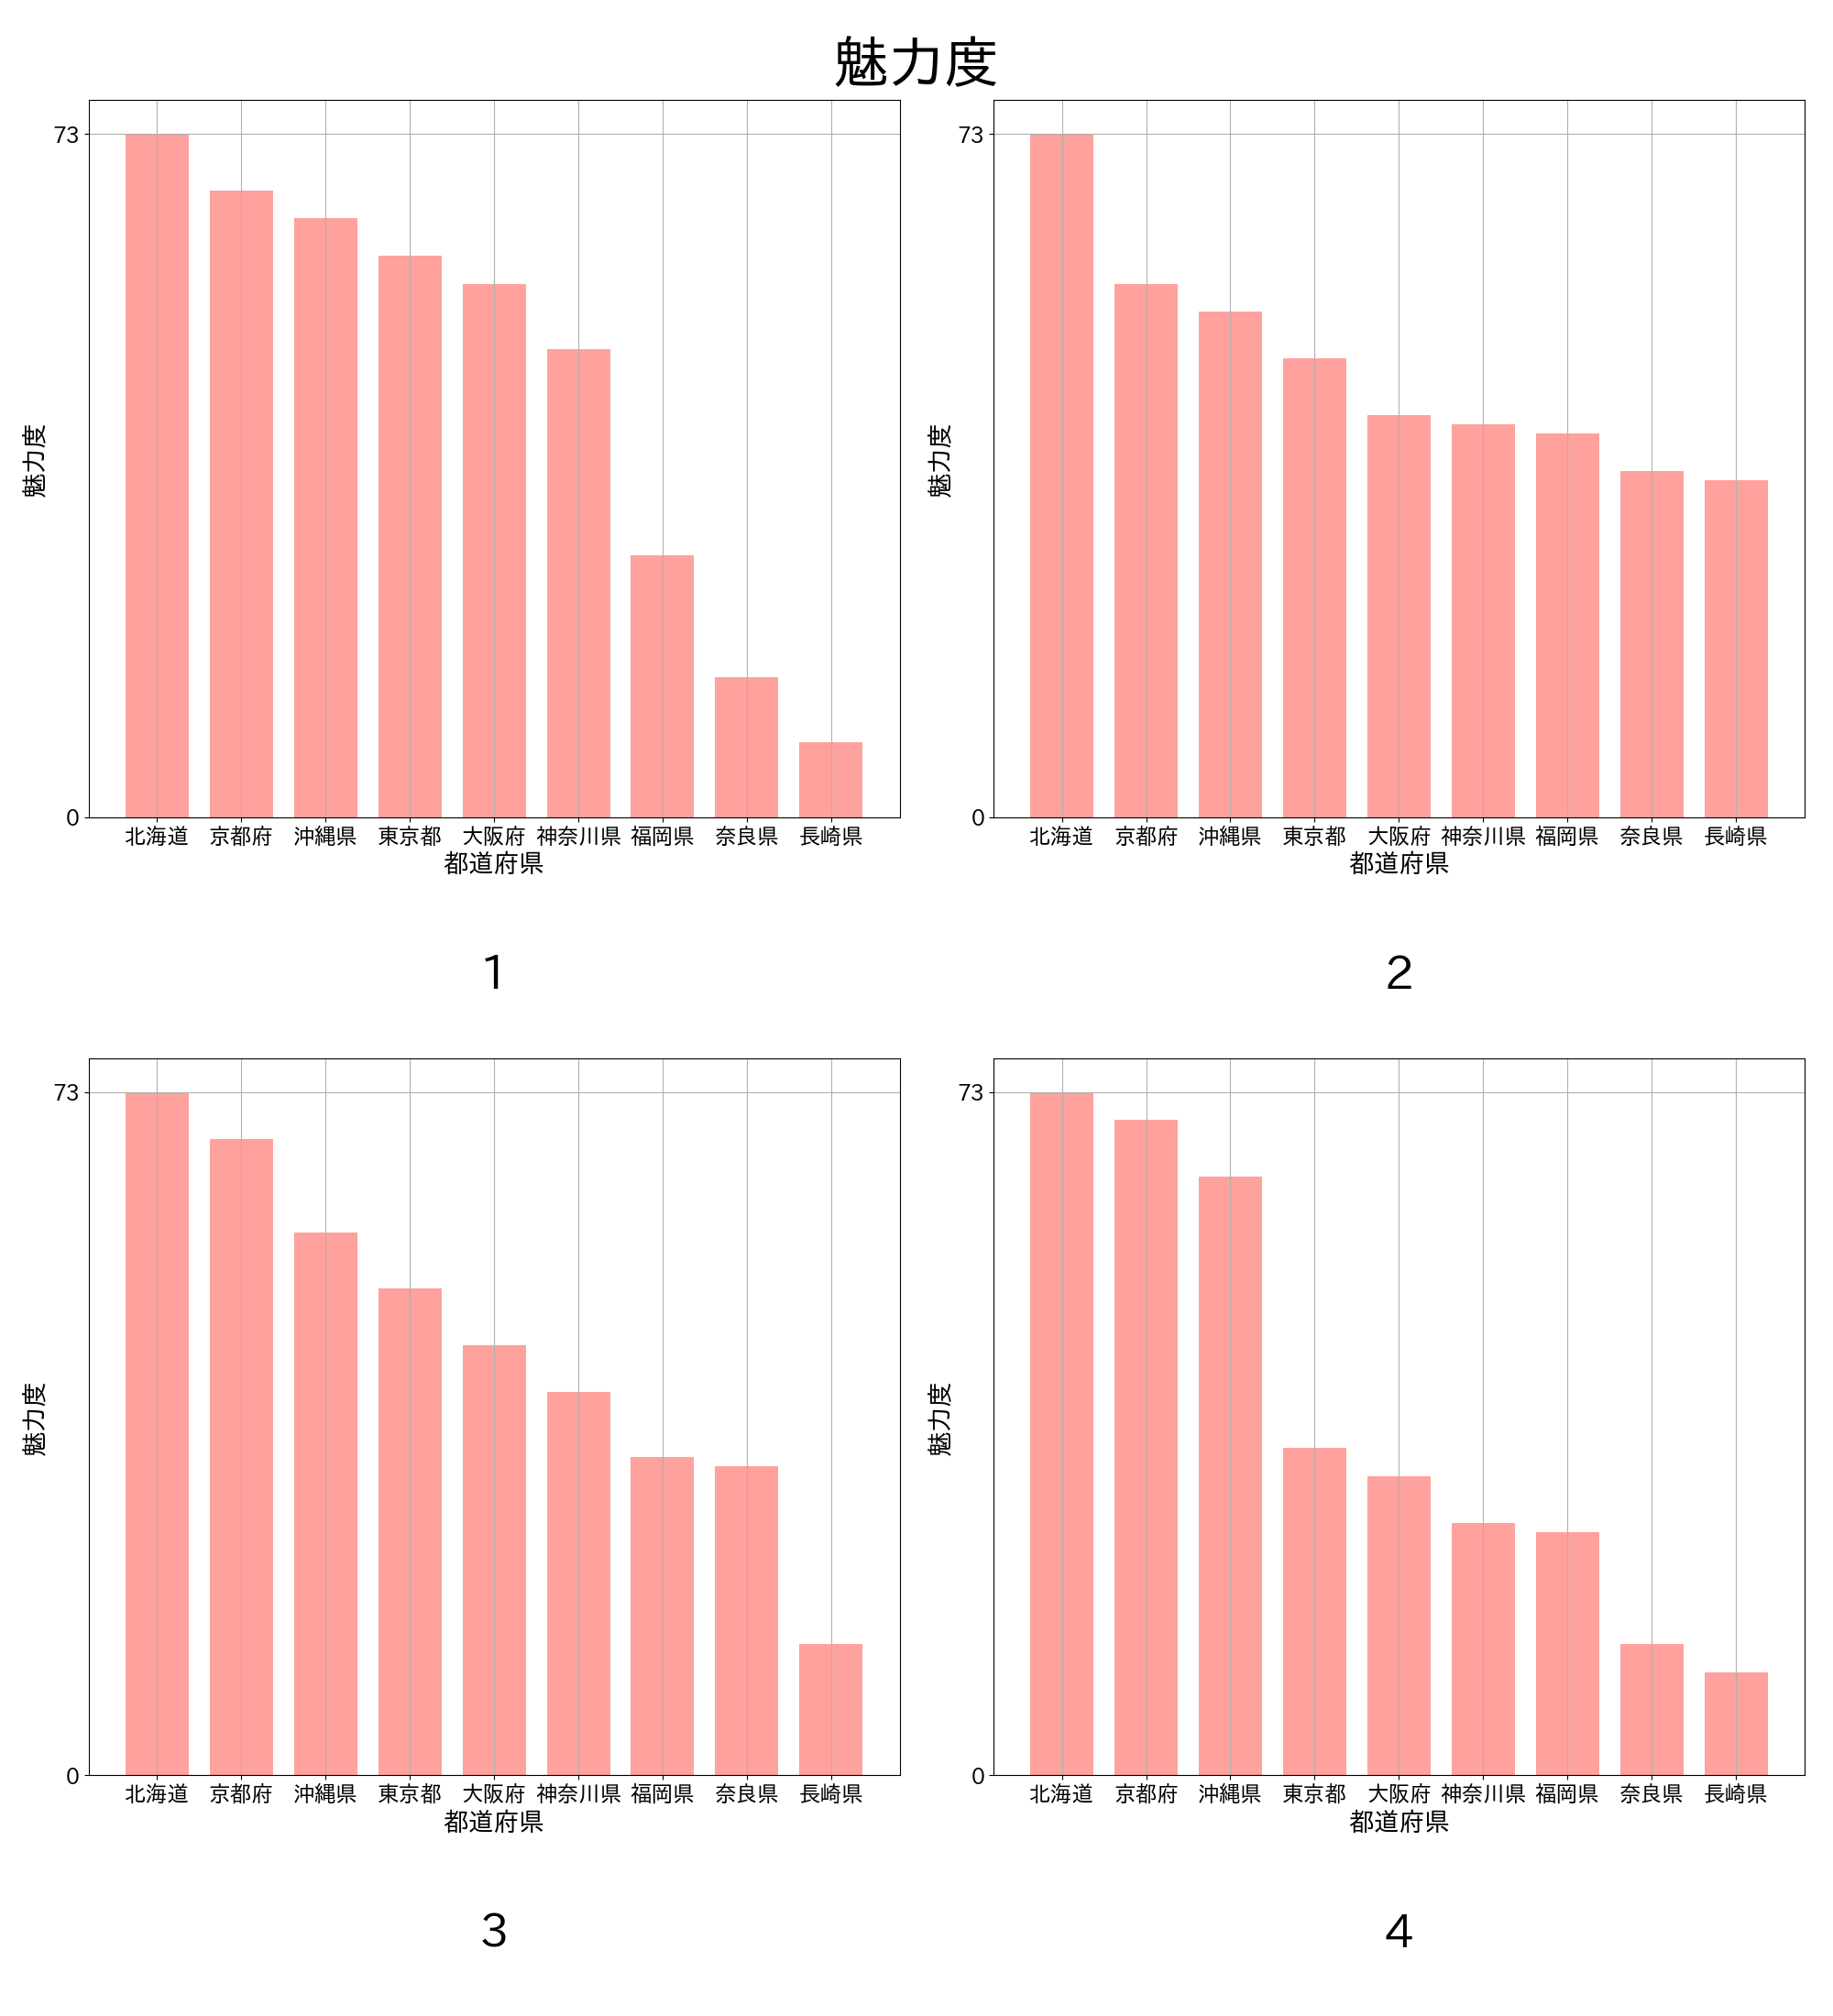 魅力度
73
0
魅力度
北海道 京都府 沖縄県 東京都 大阪府 神奈川県 福岡県 奈良県 長崎県
都道府県
1
73
0
魅力度
北海道 京都府 沖縄県 東京都 大阪府 神奈川県 福岡県 奈良県 長崎県
都道府県
2
73
0
魅力度
北海道 京都府 沖縄県 東京都 大阪府 神奈川県 福岡県 奈良県 長崎県
都道府県
3
73
0
魅力度
北海道 京都府 沖縄県 東京都 大阪府 神奈川県 福岡県 奈良県 長崎県
都道府県
4